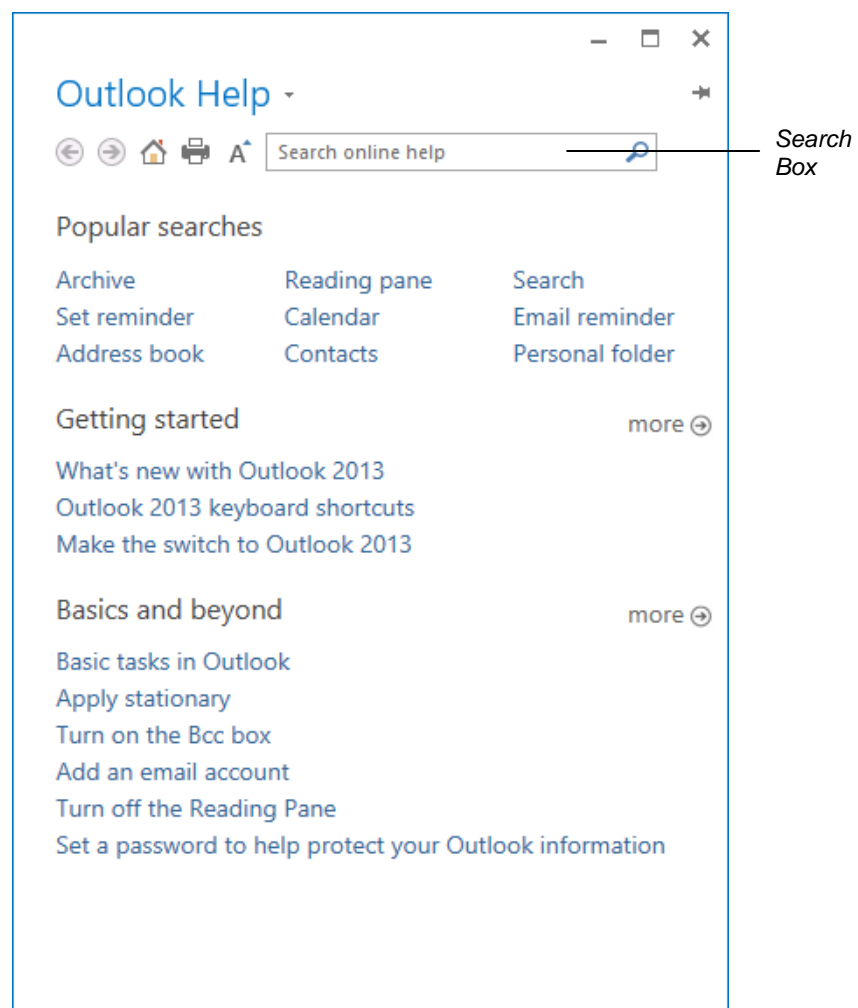 Outlook Help
A
Search online help
Search
Box
Popular searches
Archive Reading pane Search
Set reminder Calendar Email reminder
Address book Contacts Personal folder
Getting started more
What's new with Outlook 2013
Outlook 2013 keyboard shortcuts
Make the switch to Outlook 2013
Basics and beyond more
Basic tasks in Outlook
Apply stationary
Turn on the Bcc box
Add an email account
Turn off the Reading Pane
Set a password to help protect your Outlook information